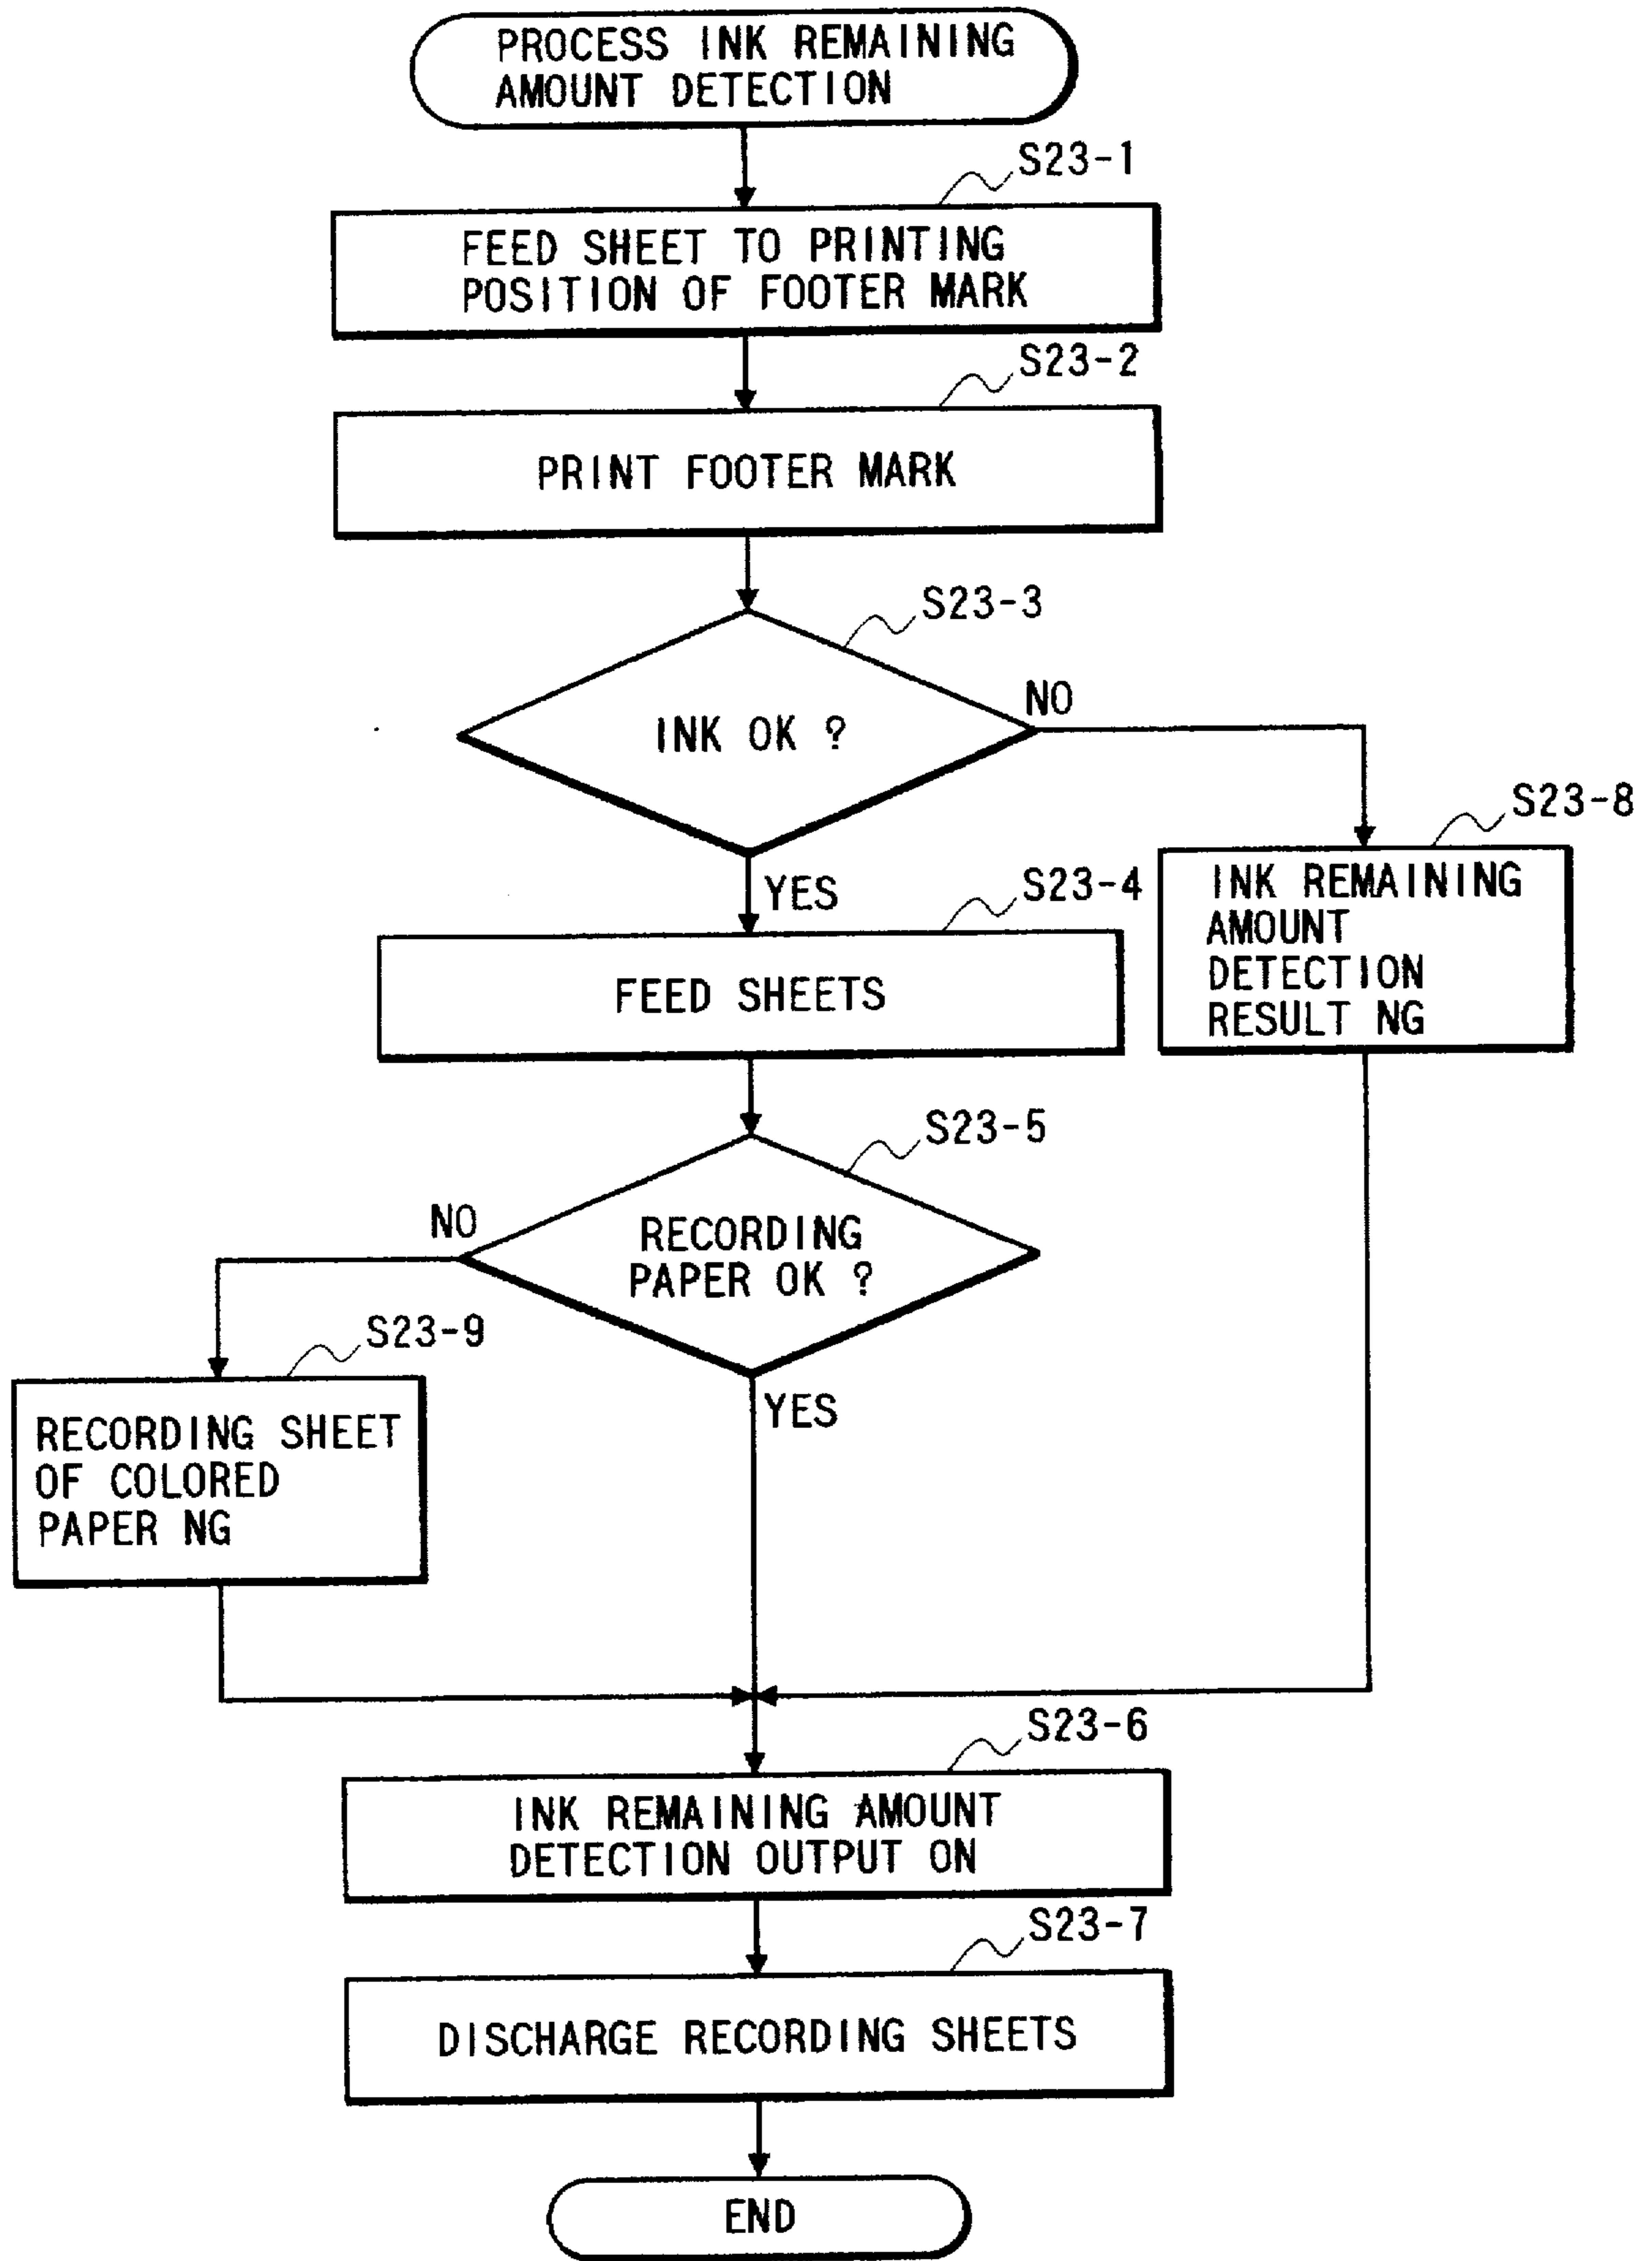 PROCESS INK REMAINING
AMOUNT DETECTION
S23-1
FEED SHEET TO PRINTING
POSITION OF FOOTER MARK
S23-2
PRINT FOOTER MARK
S23-3
INK OK ?
NO
YES
S23-8
INK REMAINING
AMOUNT
DETECTION
RESULT NG
S23-4
FEED SHEETS
S23-5
RECORDING
PAPER OK ?
NO
YES
S23-9
RECORDING SHEET
OF COLORED
PAPER NG
S23-6
INK REMAINING AMOUNT
DETECTION OUTPUT ON
S23-7
DISCHARGE RECORDING SHEETS
END